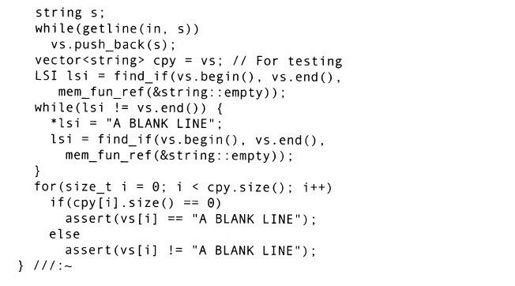 string s;
while(getline(in, s))
vs.push_back(s);
vector<string> cpy = vs; // For testing
LSI lsi = find_if(vs.begin(), vs.end(),
mem_fun_ref(&string::empty));
while(lsi != vs.end()) {
*lsi = "A BLANK LINE";
lsi = find_if(vs.begin(), vs.end(),
mem_fun_ref(&string::empty));
}
for(size_t i = 0; i < cpy.size(); i++)
if(cpy[i].size() == 0)
assert(vs[i] == "A BLANK LINE");
else
assert(vs[i] != "A BLANK LINE");
} ///:~